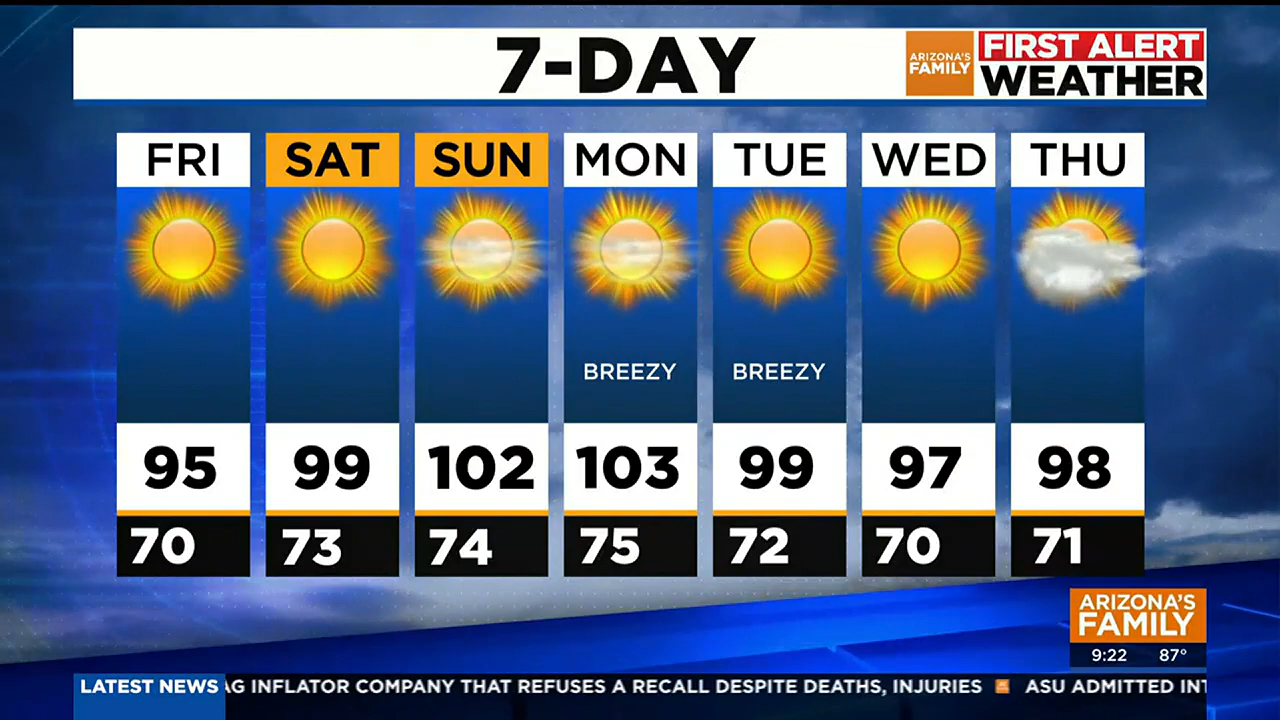 7-DAY
ARIZONA'S
FAMILY
FIRST ALERT
WEATHER
FRI SAT SUN MON TUE WED THU
BREEZY BREEZY
95 99 102 103 99 97 98
70 73 74 75 72 70 71
ARIZONA'S
FAMILY
9:22 87°
LATEST NEWS AG INFLATOR COMPANY THAT REFUSES A RECALL DESPITE DEATHS, INJURIES ASU ADMITTED INT